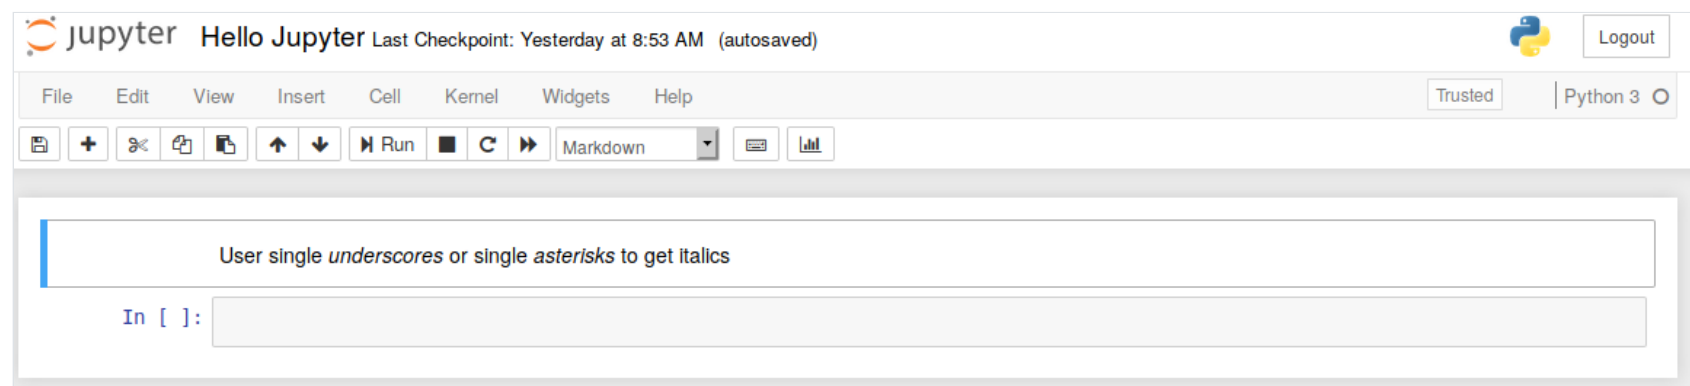 jupyter Hello Jupyter Last Checkpoint: Yesterday at 8:53 AM (autosaved) Logout
File Edit View Insert Cell Kernel Widgets Help Trusted Python 3
Run Markdown
User single underscores or single asterisks to get italics
In [ ]: